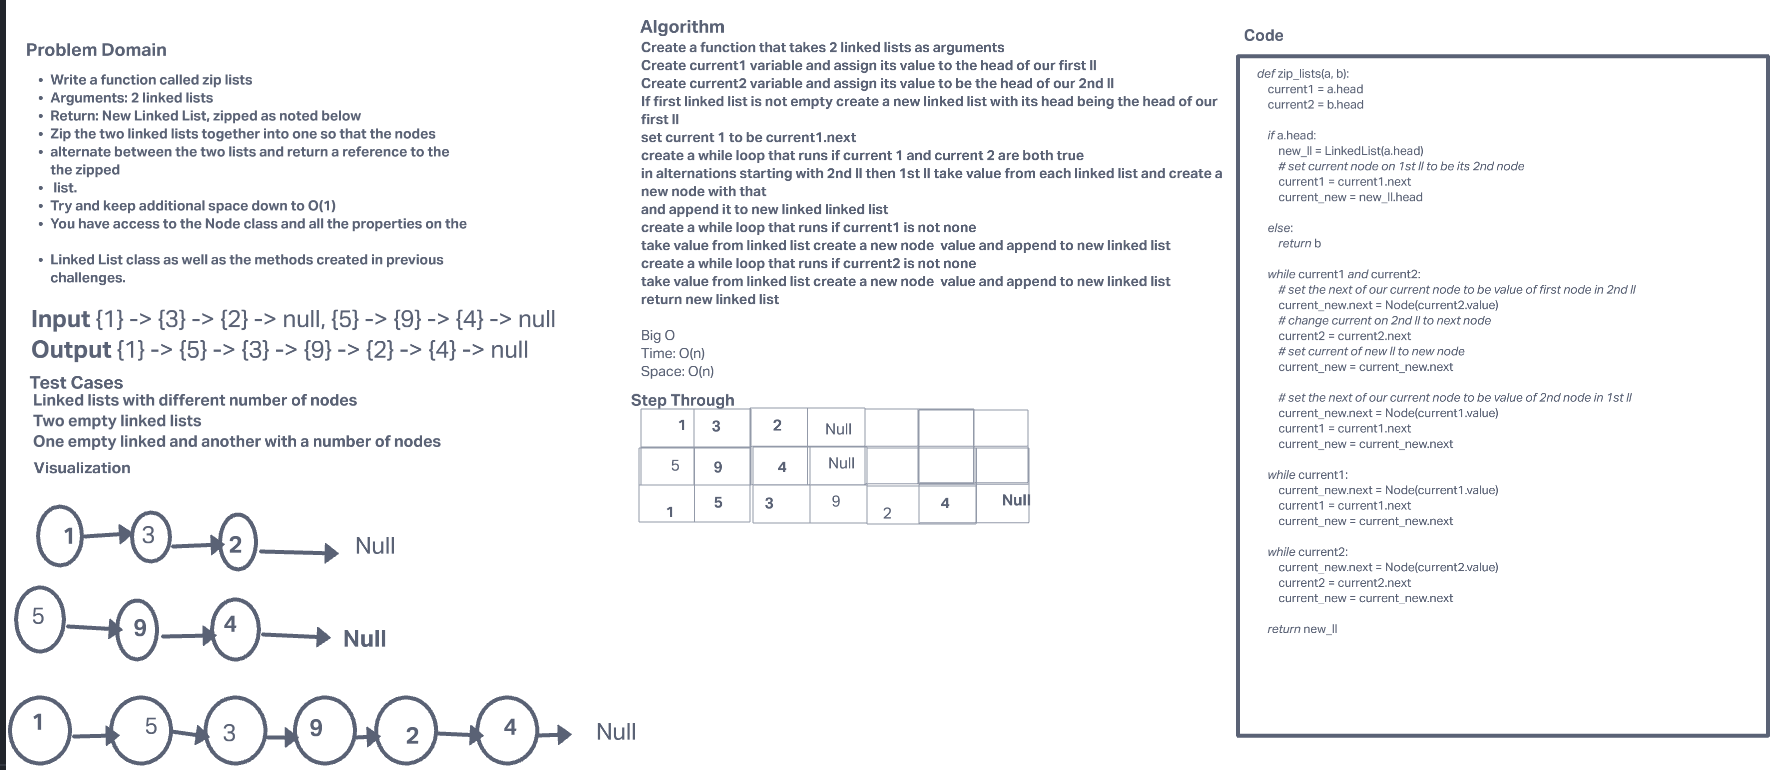 Problem Domain
• Write a function called zip lists
• Arguments: 2 linked lists
• Return: New Linked List, zipped as noted below
• Zip the two linked lists together into one so that the nodes
• alternate between the two lists and return a reference to the
the zipped
• list.
• Try and keep additional space down to O(1)
• You have access to the Node class and all the properties on the
• Linked List class as well as the methods created in previous
challenges.
Input {1} -> {3} -> {2} -> null, {5} -> {9} -> {4} -> null
Output {1} -> {5} -> {3} -> {9} -> {2} -> {4} -> null
Test Cases
Linked lists with different number of nodes
Two empty linked lists
One empty linked and another with a number of nodes
Visualization
1 3 2 Null
5 9 4 Null
1 5 3 9 2 4 Null
Algorithm
Create a function that takes 2 linked lists as arguments
Create current1 variable and assign its value to the head of our first ll
Create current2 variable and assign its value to be the head of our 2nd ll
If first linked list is not empty create a new linked list with its head being the head of our
first ll
set current 1 to be current1.next
create a while loop that runs if current 1 and current 2 are both true
in alternations starting with 2nd ll then 1st ll take value from each linked list and create a
new node with that
and append it to new linked linked list
create a while loop that runs if current1 is not none
take value from linked list create a new node  value and append to new linked list
create a while loop that runs if current2 is not none
take value from linked list create a new node  value and append to new linked list
return new linked list
Big O
Time: O(n)
Space: O(n)
Step Through
1 3 2 Null
5 9 4 Null
1 5 3 9 2 4 Null
Code
def zip_lists(a, b):
current1 = a.head
current2 = b.head
if a.head:
new_ll = LinkedList(a.head)
# set current node on 1st ll to be its 2nd node
current1 = current1.next
current_new = new_ll.head
else:
return b
while current1 and current2:
# set the next of our current node to be value of first node in 2nd ll
current_new.next = Node(current2.value)
# change current on 2nd ll to next node
current2 = current2.next
# set current of new ll to new node
current_new = current_new.next
# set the next of our current node to be value of 2nd node in 1st ll
current_new.next = Node(current1.value)
current1 = current1.next
current_new = current_new.next
while current1:
current_new.next = Node(current1.value)
current1 = current1.next
current_new = current_new.next
while current2:
current_new.next = Node(current2.value)
current2 = current2.next
current_new = current_new.next
return new_ll